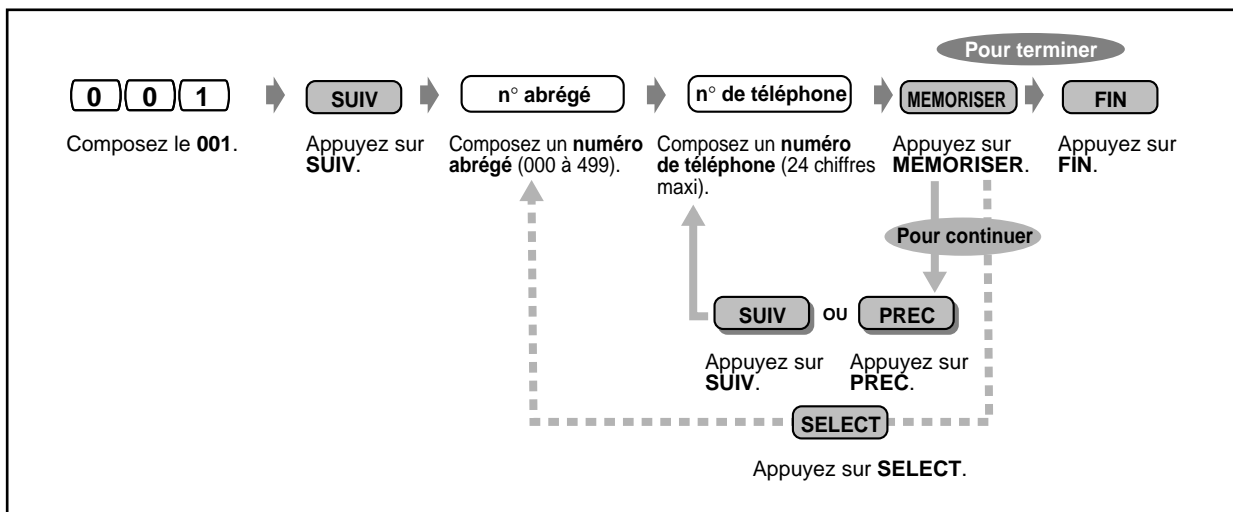 Pour terminer
0 0 1
SUIV
n° abrégé
n° de téléphone
MEMORISER
FIN
Composez le 001.
Appuyez sur
SUIV.
Composez un numéro
abrégé (000 à 499).
Composez un numéro
de téléphone (24 chiffres
maxi).
Appuyez sur
MEMORISER.
Appuyez sur
FIN.
Pour continuer
SUIV
OU
PREC
Appuyez sur
SUIV.
Appuyez sur
PREC.
SELECT
Appuyez sur SELECT.